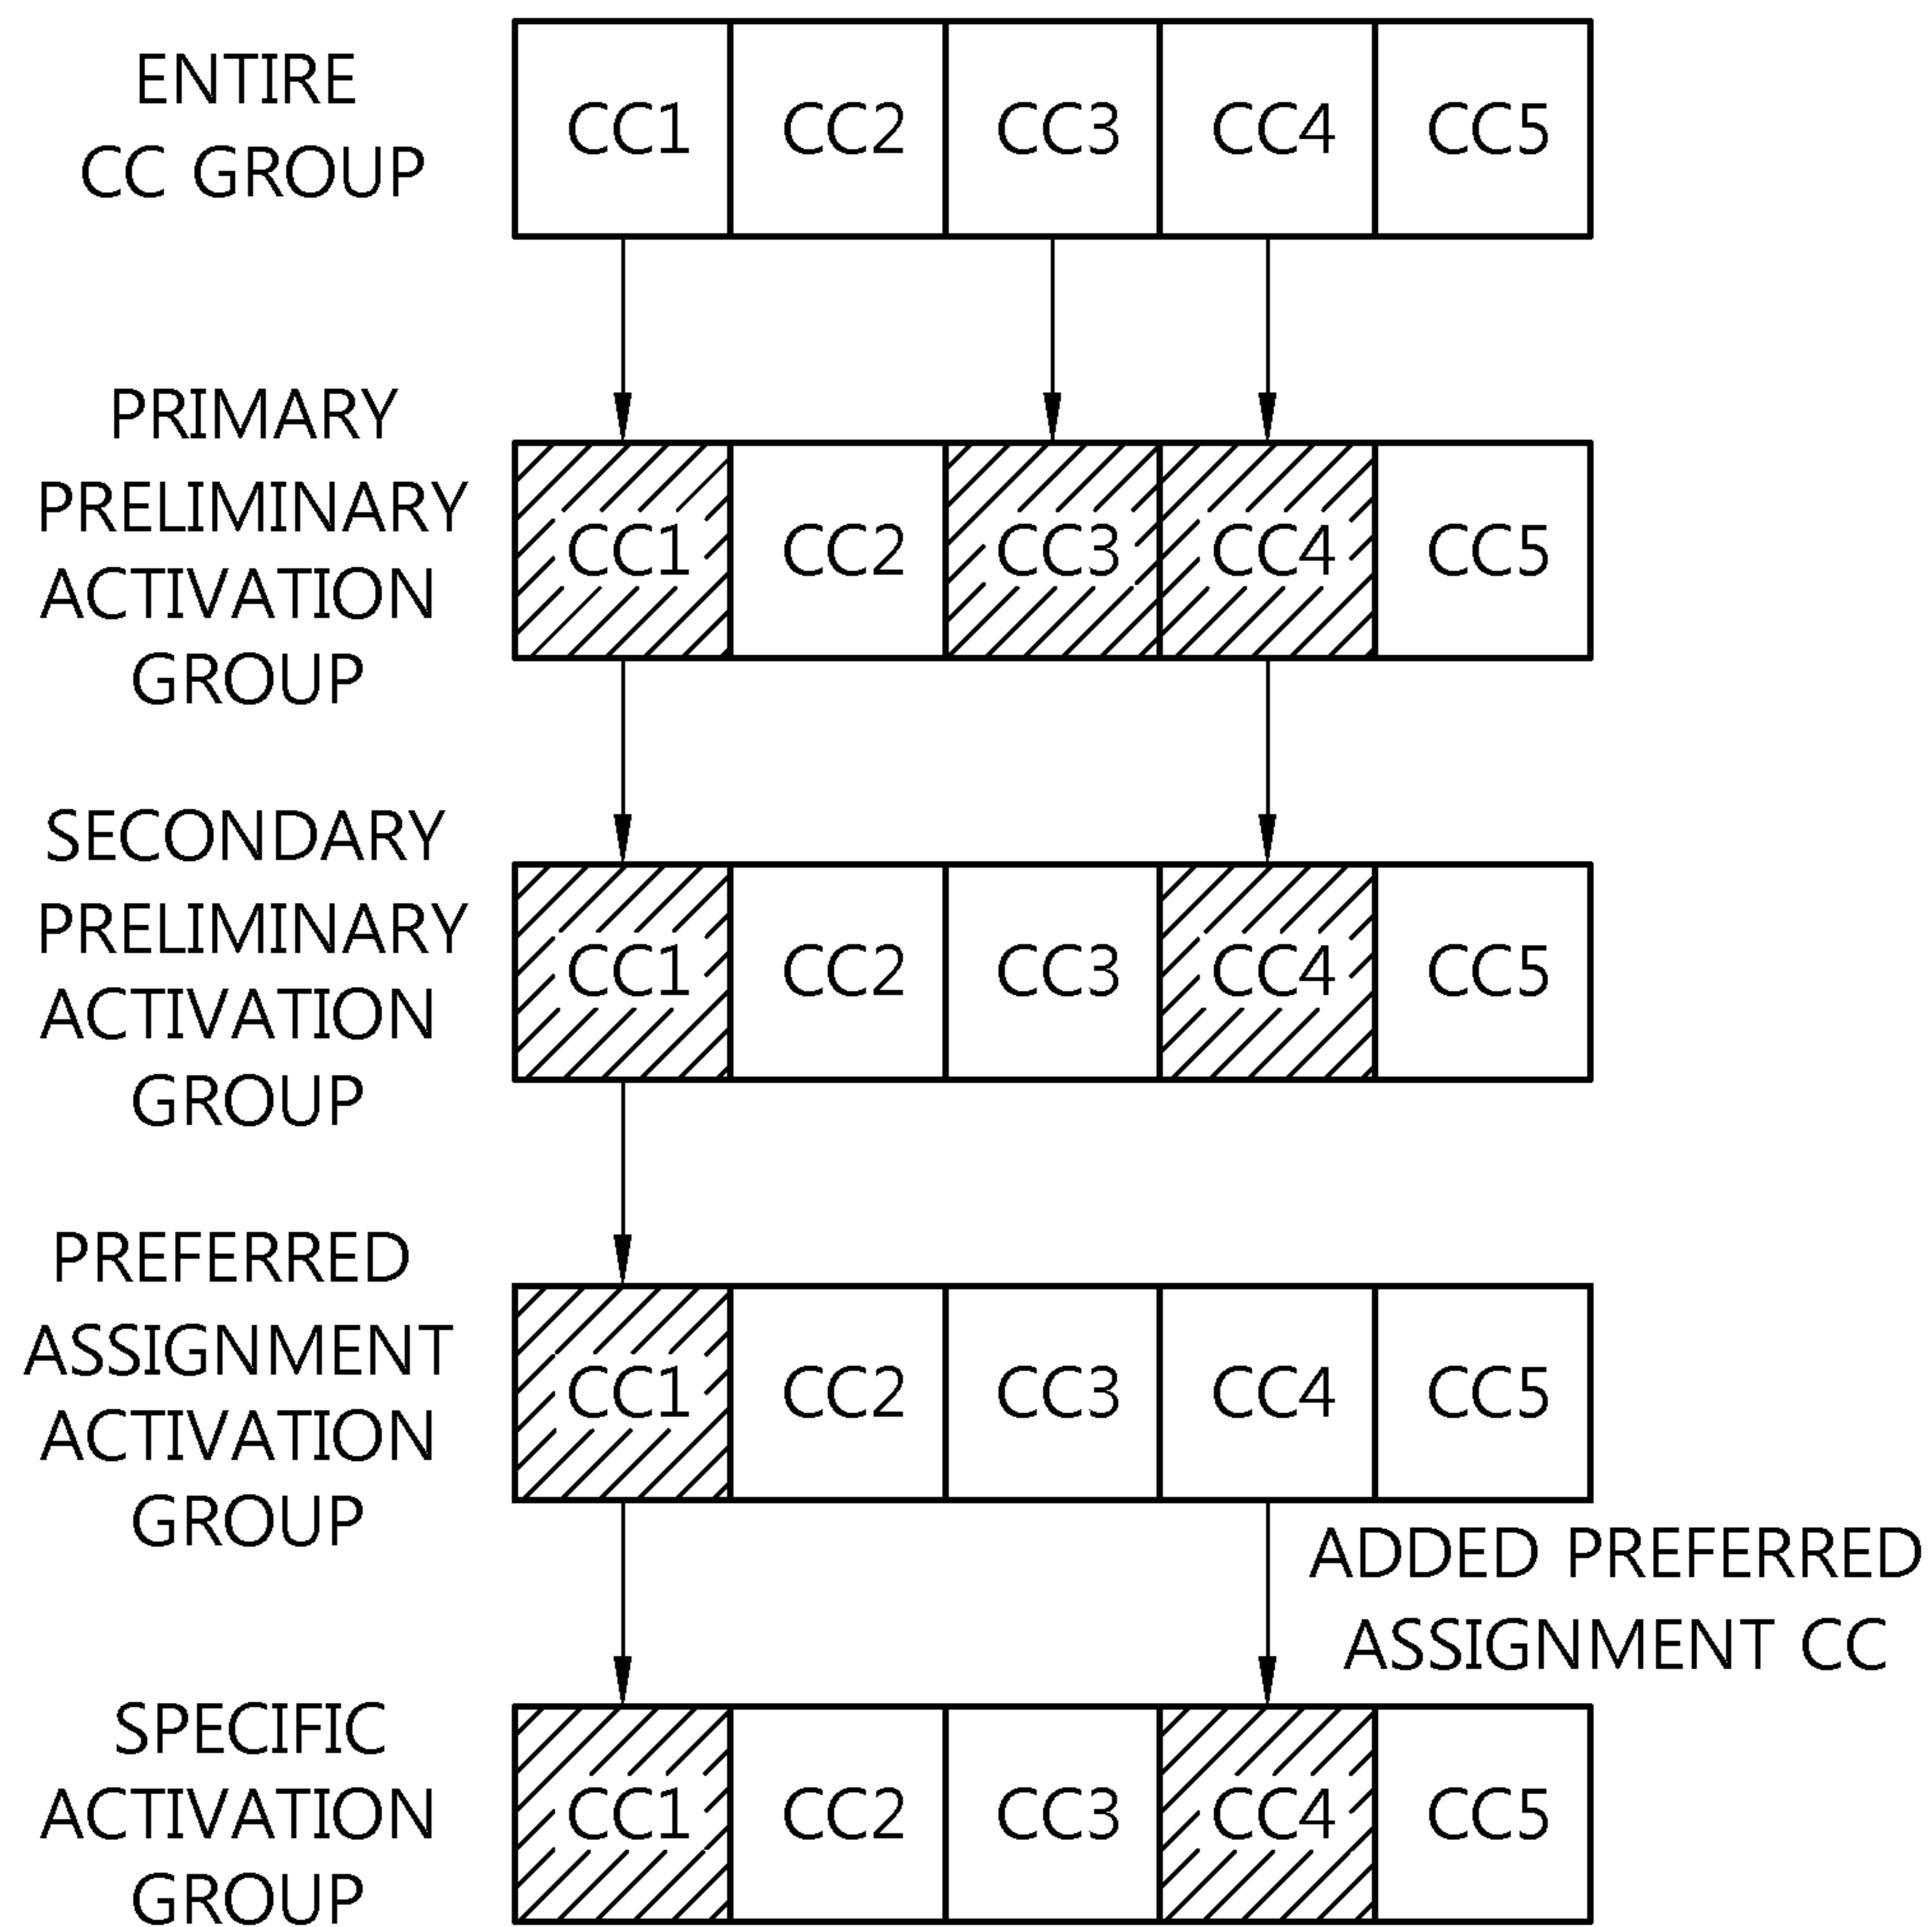 ENTIRE
CC GROUP
CC1 CC2 CC3 CC4 CC5
PRIMARY
PRELIMINARY
ACTIVATION
GROUP
CC1 CC2 CC3 CC4 CC5
SECONDARY
PRELIMINARY
ACTIVATION
GROUP
CC1 CC2 CC3 CC4 CC5
PREFERRED
ASSIGNMENT
ACTIVATION
GROUP
CC1 CC2 CC3 CC4 CC5
ADDED PREFERRED
ASSIGNMENT CC
SPECIFIC
ACTIVATION
GROUP
CC1 CC2 CC3 CC4 CC5